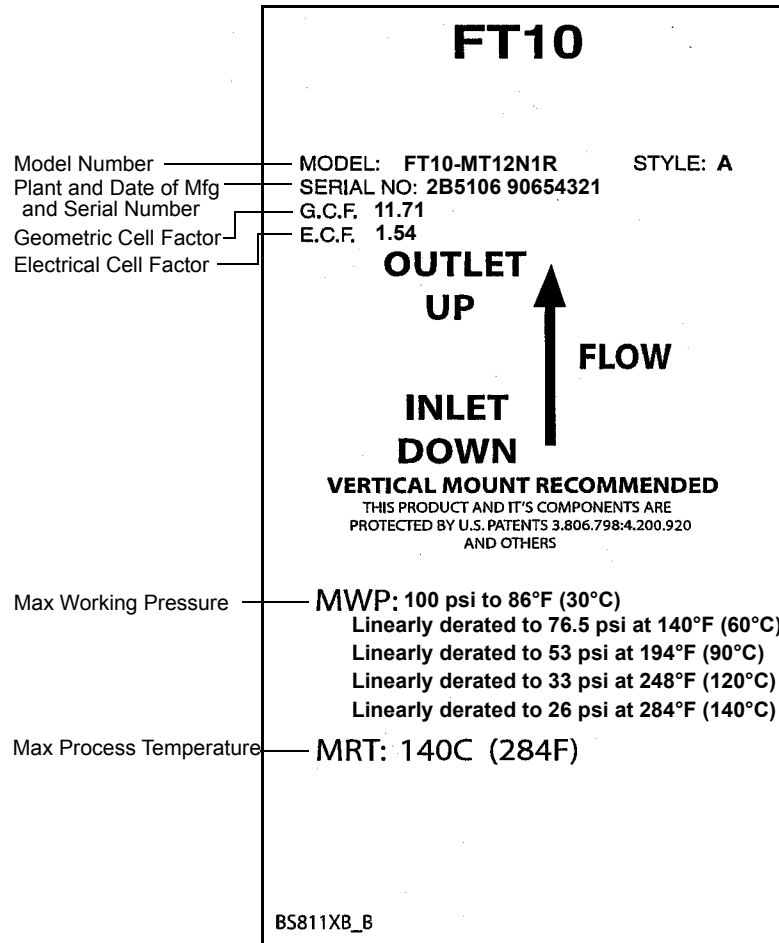 FT10
Model Number
MODEL: FT10-MT12N1R STYLE: A
Plant and Date of Mfg
and Serial Number
SERIAL NO: 2B5106 90654321
Geometric Cell Factor
G.C.F. 11.71
Electrical Cell Factor
E.C.F. 1.54
OUTLET
UP
FLOW
INLET
DOWN
VERTICAL MOUNT RECOMMENDED
THIS PRODUCT AND IT'S COMPONENTS ARE
PROTECTED BY U.S. PATENTS 3.806.798:4.200.920
AND OTHERS
Max Working Pressure
MWP: 100 psi to 86°F (30°C)
Linearly derated to 76.5 psi at 140°F (60°C)
Linearly derated to 53 psi at 194°F (90°C)
Linearly derated to 33 psi at 248°F (120°C)
Linearly derated to 26 psi at 284°F (140°C)
Max Process Temperature
MRT: 140C (284F)
BS811XB_B